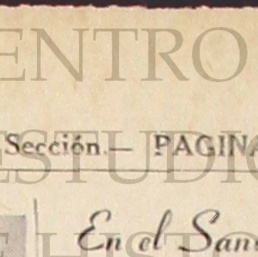 ENTRO
Sección.— PAGINA
ESTUDIO
En el San